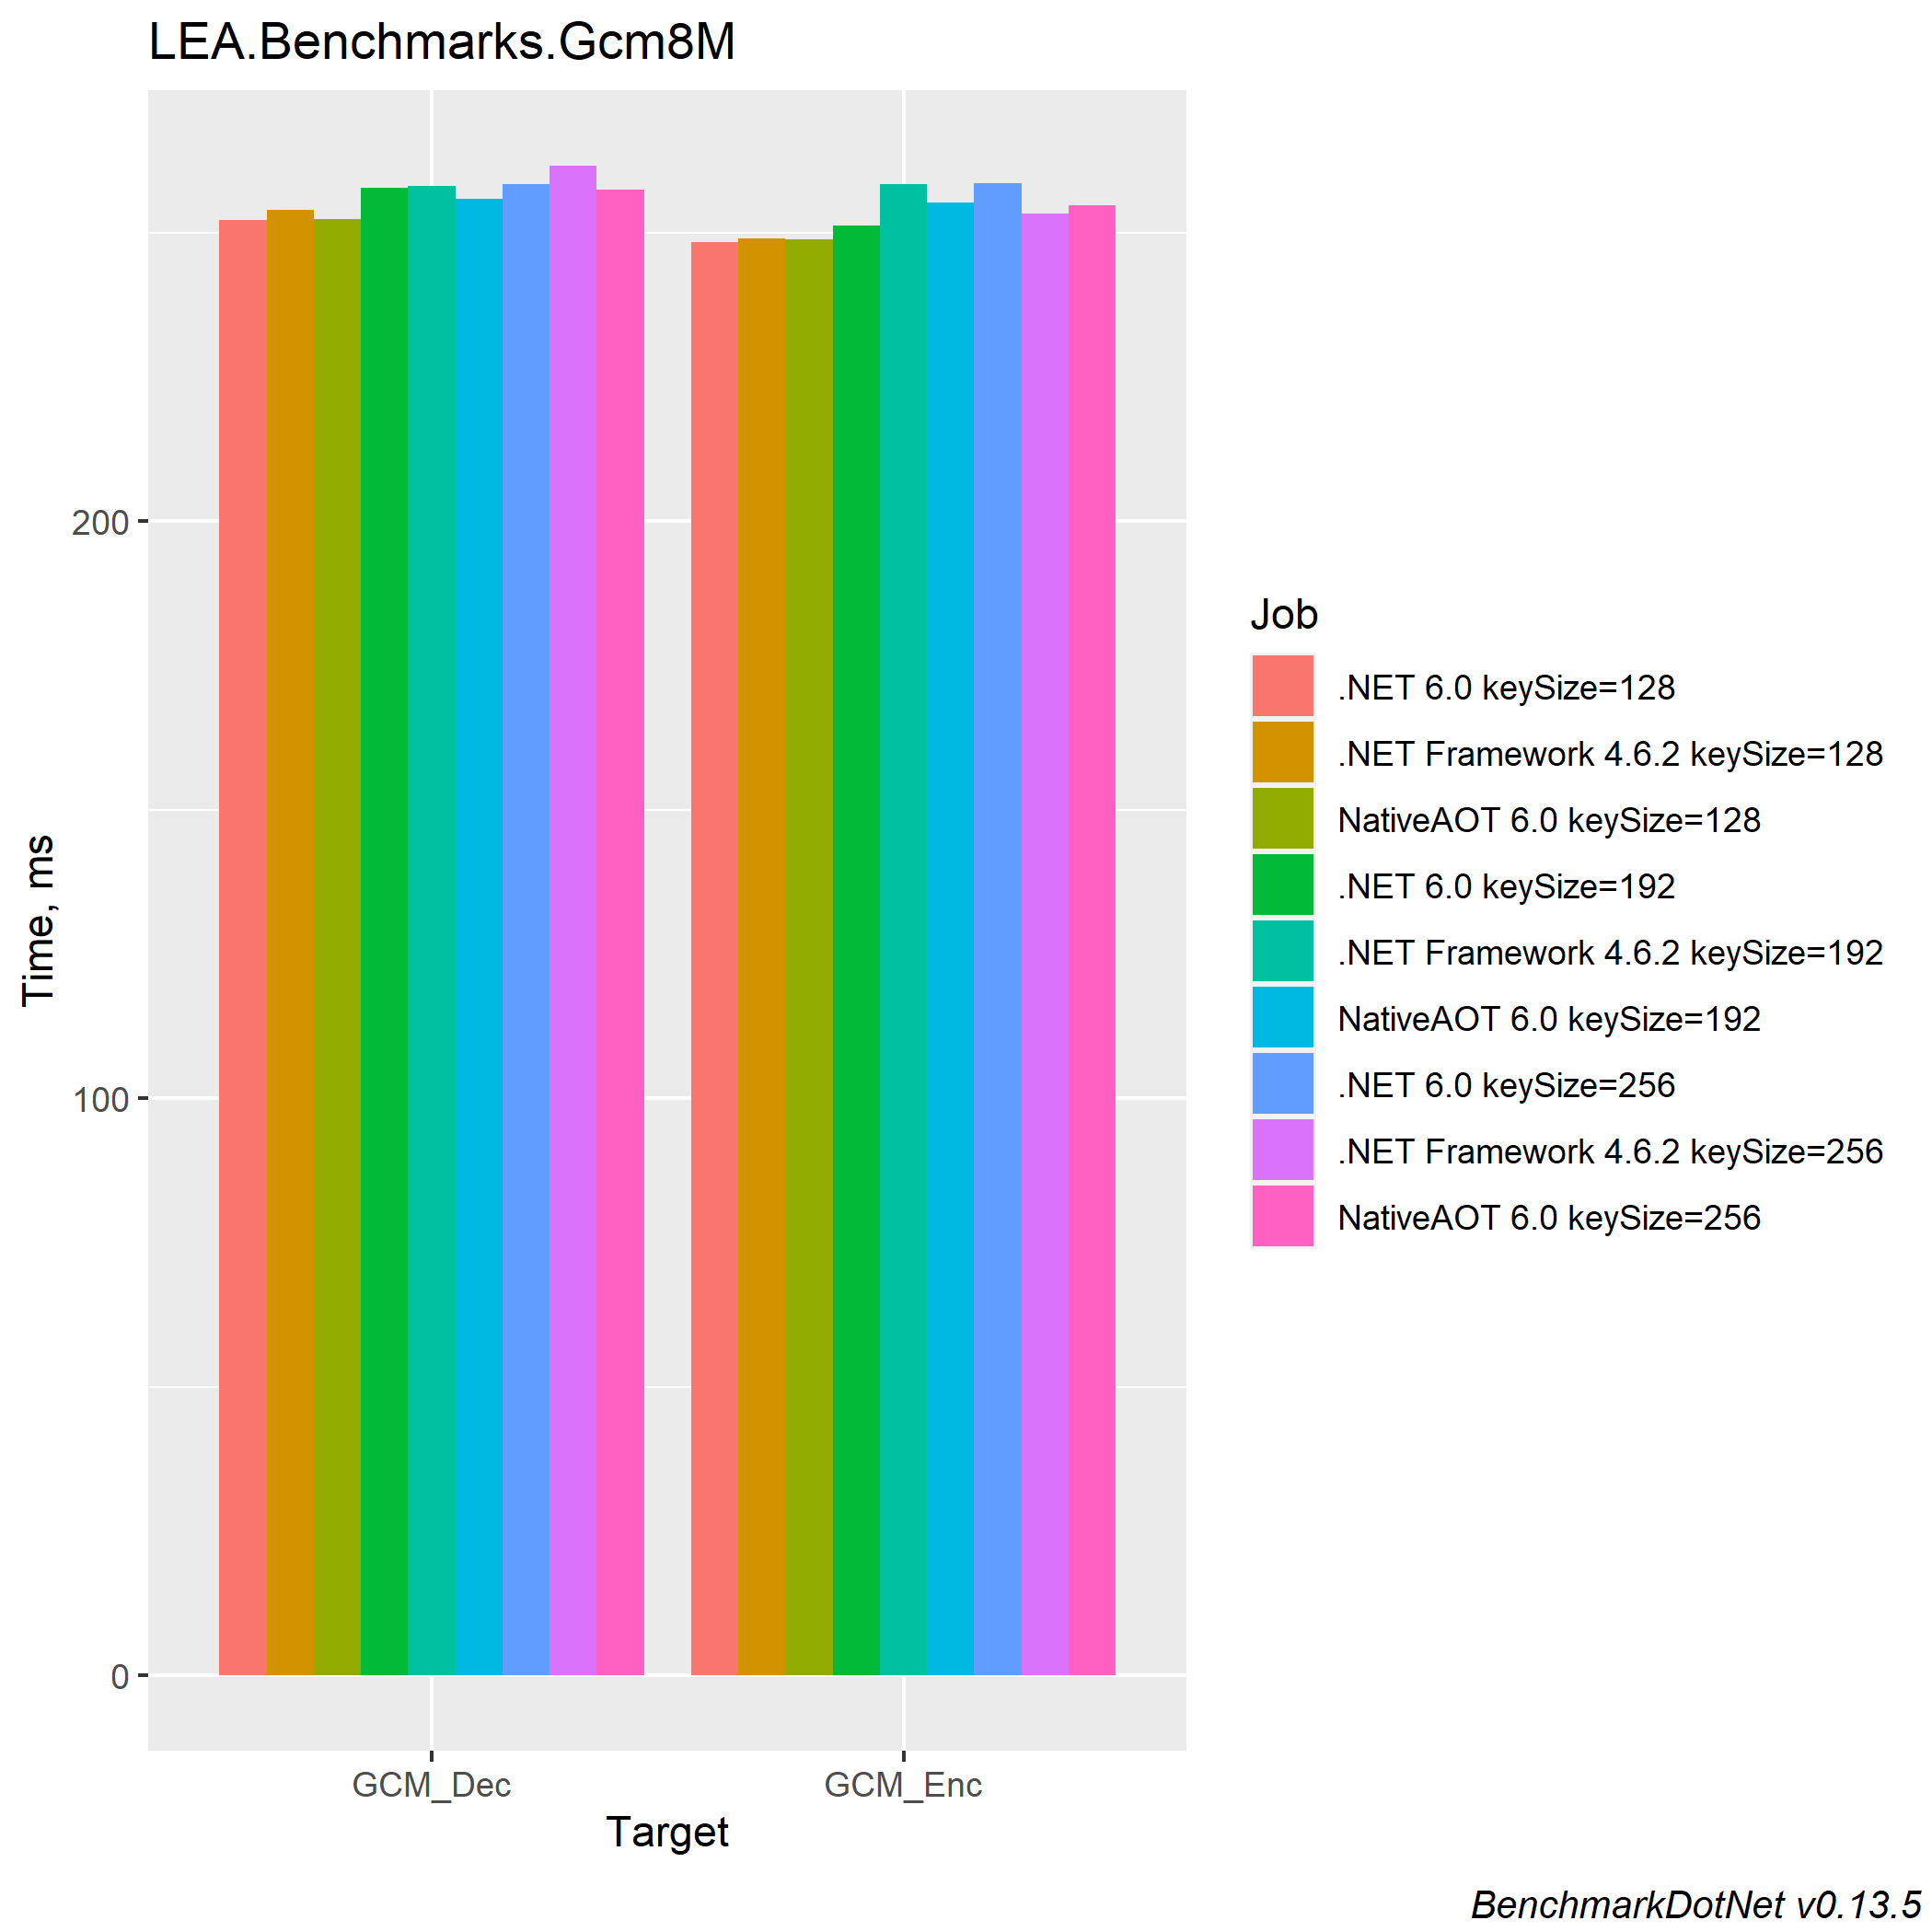 LEA.Benchmarks.Gcm8M
Time, ms
200
100
0
GCM_Dec
GCM_Enc
Target
Job
.NET 6.0 keySize=128
.NET Framework 4.6.2 keySize=128
NativeAOT 6.0 keySize=128
.NET 6.0 keySize=192
.NET Framework 4.6.2 keySize=192
NativeAOT 6.0 keySize=192
.NET 6.0 keySize=256
.NET Framework 4.6.2 keySize=256
NativeAOT 6.0 keySize=256
BenchmarkDotNet v0.13.5